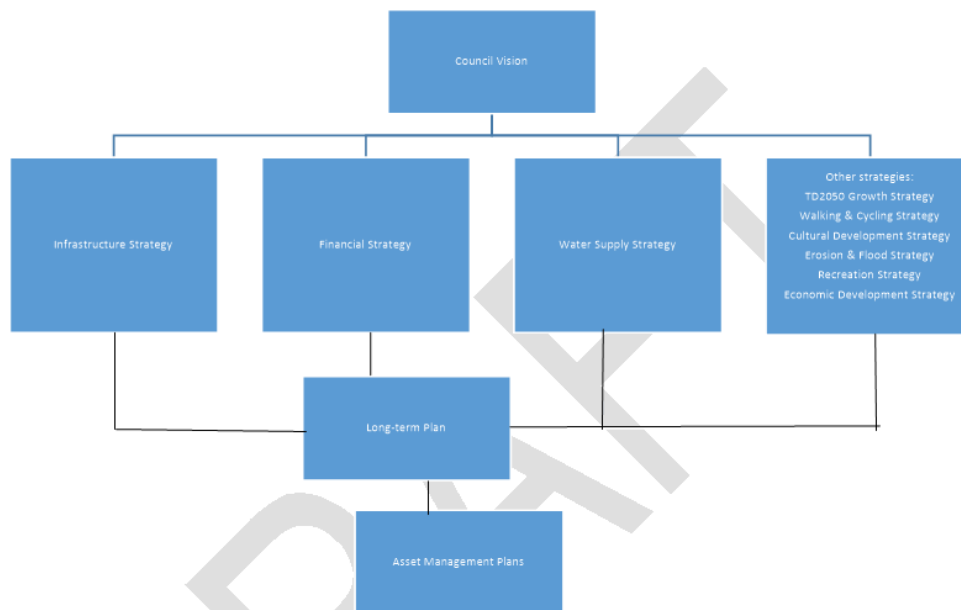 Council Vision
Infrastructure Strategy
Financial Strategy
Water Supply Strategy
Other strategies:
TD2050 Growth Strategy
Walking & Cycling Strategy
Cultural Development Strategy
Erosion & Flood Strategy
Recreation Strategy
Economic Development Strategy
Long-term Plan
Asset Management Plans
DRAFT